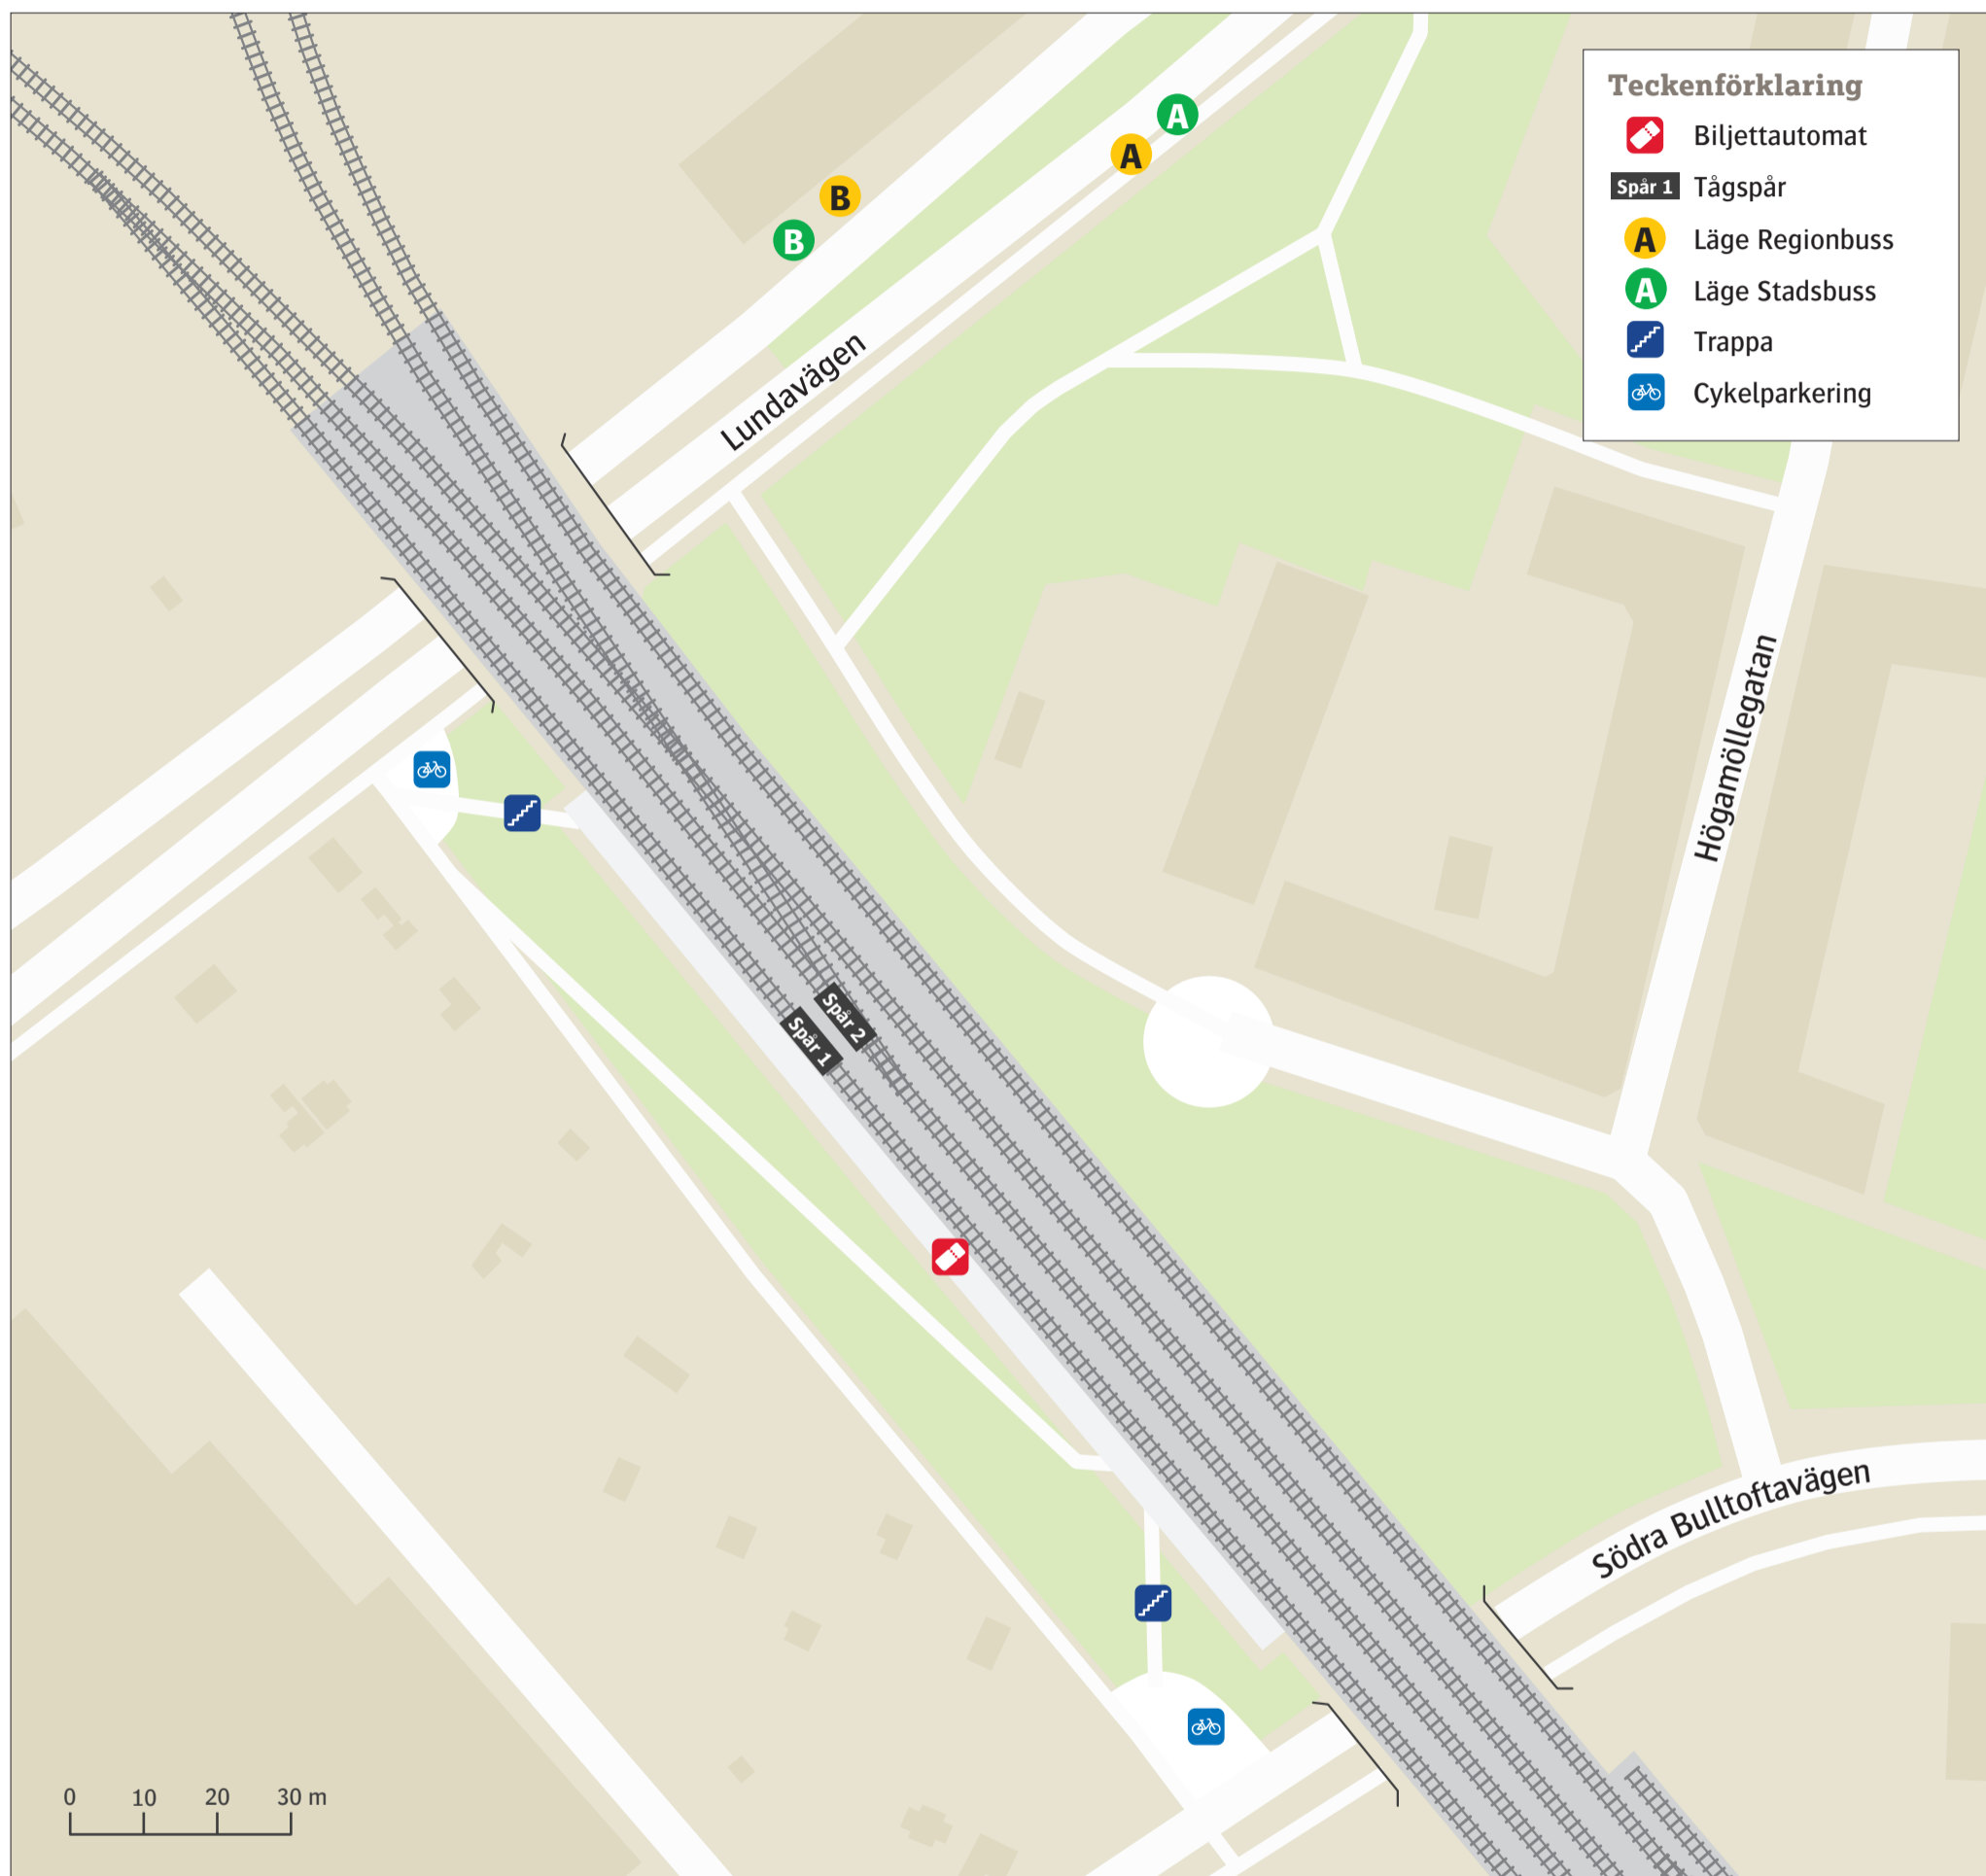 Teckenförklaring
Biljettautomat
Spår 1 Tågspår
A Läge Regionbuss
A Läge Stadsbuss
Trappa
Cykelparkering
A
A
B
B
Lundavägen
Högamöllegatan
Spår 2
Spår 1
Södra Bulltoftavägen
0 10 20 30 m